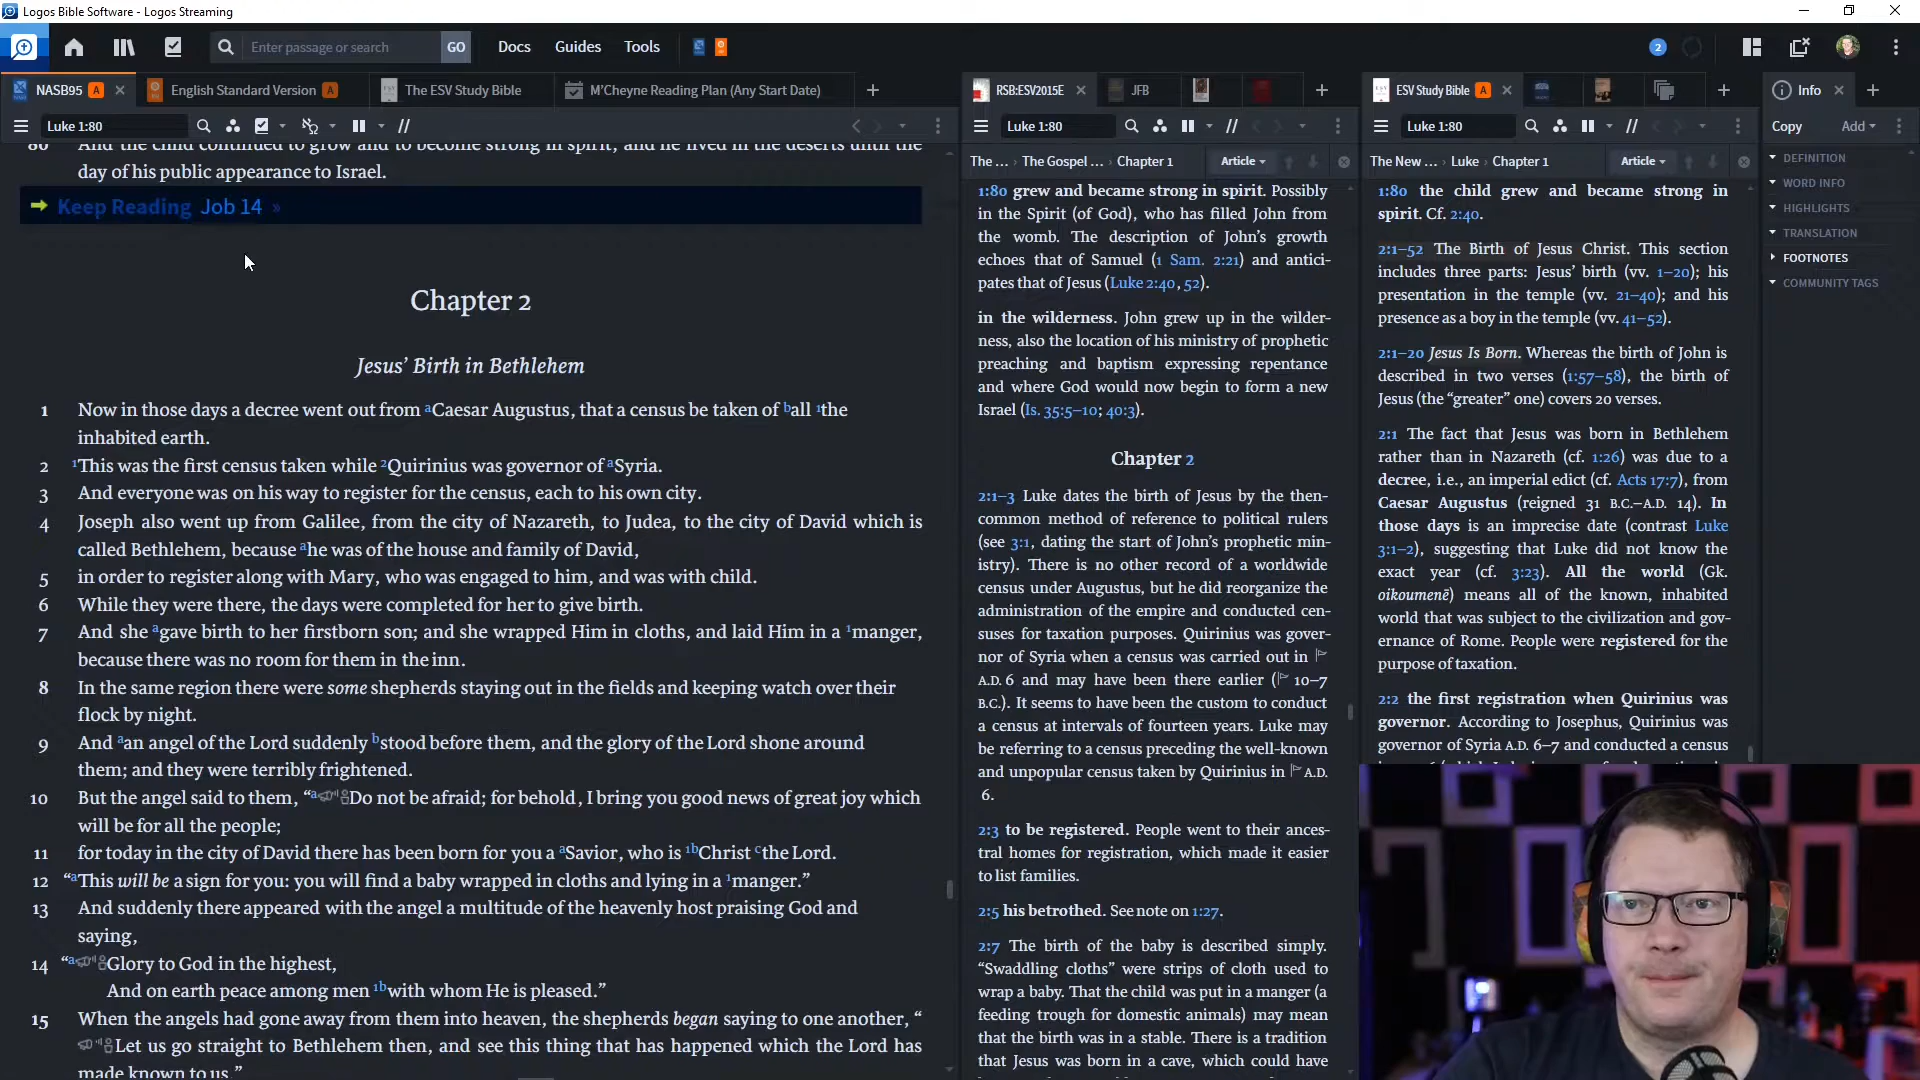 Logos Bible Software - Logos Streaming
Enter passage or search
GO
Docs
Guides
Tools
2
NASB95 A
English Standard Version A
The ESV Study Bible
M'Cheyne Reading Plan (Any Start Date)
RSB:ESV2015E
JFB
ESV Study Bible A
Info
Luke 1:80
Luke 1:80
Luke 1:80
Copy
Add
80 And the child continued to grow and to become strong in spirit, and he lived in the deserts until the
day of his public appearance to Israel.
Keep Reading Job 14 »
Chapter 2
Jesus’ Birth in Bethlehem
1 Now in those days a decree went out from aCaesar Augustus, that a census be taken of ball 1the
inhabited earth.
2 1This was the first census taken while 2Quirinius was governor of aSyria.
3 And everyone was on his way to register for the census, each to his own city.
4 Joseph also went up from Galilee, from the city of Nazareth, to Judea, to the city of David which is
called Bethlehem, because ahe was of the house and family of David,
5 in order to register along with Mary, who was engaged to him, and was with child.
6 While they were there, the days were completed for her to give birth.
7 And she agave birth to her firstborn son; and she wrapped Him in cloths, and laid Him in a 1manger,
because there was no room for them in the inn.
8 In the same region there were some shepherds staying out in the fields and keeping watch over their
flock by night.
9 And aan angel of the Lord suddenly bstood before them, and the glory of the Lord shone around
them; and they were terribly frightened.
10 But the angel said to them, “aDo not be afraid; for behold, I bring you good news of great joy which
will be for all the people;
11 for today in the city of David there has been born for you a aSavior, who is 1bChrist cthe Lord.
12 “aThis will be a sign for you: you will find a baby wrapped in cloths and lying in a 1manger.”
13 And suddenly there appeared with the angel a multitude of the heavenly host praising God and
saying,
14 “aGlory to God in the highest,
And on earth peace among men 1bwith whom He is pleased.”
15 When the angels had gone away from them into heaven, the shepherds began saying to one another, “
Let us go straight to Bethlehem then, and see this thing that has happened which the Lord has
made known to us.”
The ... › The Gospel ... › Chapter 1
Article
1:80 grew and became strong in spirit. Possibly
in the Spirit (of God), who has filled John from
the womb. The description of John’s growth
echoes that of Samuel (1 Sam. 2:21) and antici-
pates that of Jesus (Luke 2:40, 52).
in the wilderness. John grew up in the wilder-
ness, also the location of his ministry of prophetic
preaching and baptism expressing repentance
and where God would now begin to form a new
Israel (Is. 35:5–10; 40:3).
Chapter 2
2:1–3 Luke dates the birth of Jesus by the then-
common method of reference to political rulers
(see 3:1, dating the start of John’s prophetic min-
istry). There is no other record of a worldwide
census under Augustus, but he did reorganize the
administration of the empire and conducted cen-
suses for taxation purposes. Quirinius was gover-
nor of Syria when a census was carried out in
A.D. 6 and may have been there earlier (10–7
B.C.). It seems to have been the custom to conduct
a census at intervals of fourteen years. Luke may
be referring to a census preceding the well-known
and unpopular census taken by Quirinius in A.D.
6.
2:3 to be registered. People went to their ances-
tral homes for registration, which made it easier
to list families.
2:5 his betrothed. See note on 1:27.
2:7 The birth of the baby is described simply.
“Swaddling cloths” were strips of cloth used to
wrap a baby. That the child was put in a manger (a
feeding trough for domestic animals) may mean
that the birth was in a stable. There is a tradition
that Jesus was born in a cave, which could have
The New ... › Luke › Chapter 1
Article
1:80 the child grew and became strong in
spirit. Cf. 2:40.
2:1–52 The Birth of Jesus Christ. This section
includes three parts: Jesus’ birth (vv. 1–20); his
presentation in the temple (vv. 21–40); and his
presence as a boy in the temple (vv. 41–52).
2:1–20 Jesus Is Born. Whereas the birth of John is
described in two verses (1:57–58), the birth of
Jesus (the “greater” one) covers 20 verses.
2:1 The fact that Jesus was born in Bethlehem
rather than in Nazareth (cf. 1:26) was due to a
decree, i.e., an imperial edict (cf. Acts 17:7), from
Caesar Augustus (reigned 31 B.C.–A.D. 14). In
those days is an imprecise date (contrast Luke
3:1–2), suggesting that Luke did not know the
exact year (cf. 3:23). All the world (Gk.
oikoumenē) means all of the known, inhabited
world that was subject to the civilization and gov-
ernance of Rome. People were registered for the
purpose of taxation.
2:2 the first registration when Quirinius was
governor. According to Josephus, Quirinius was
governor of Syria A.D. 6–7 and conducted a census
DEFINITION
WORD INFO
HIGHLIGHTS
TRANSLATION
FOOTNOTES
COMMUNITY TAGS